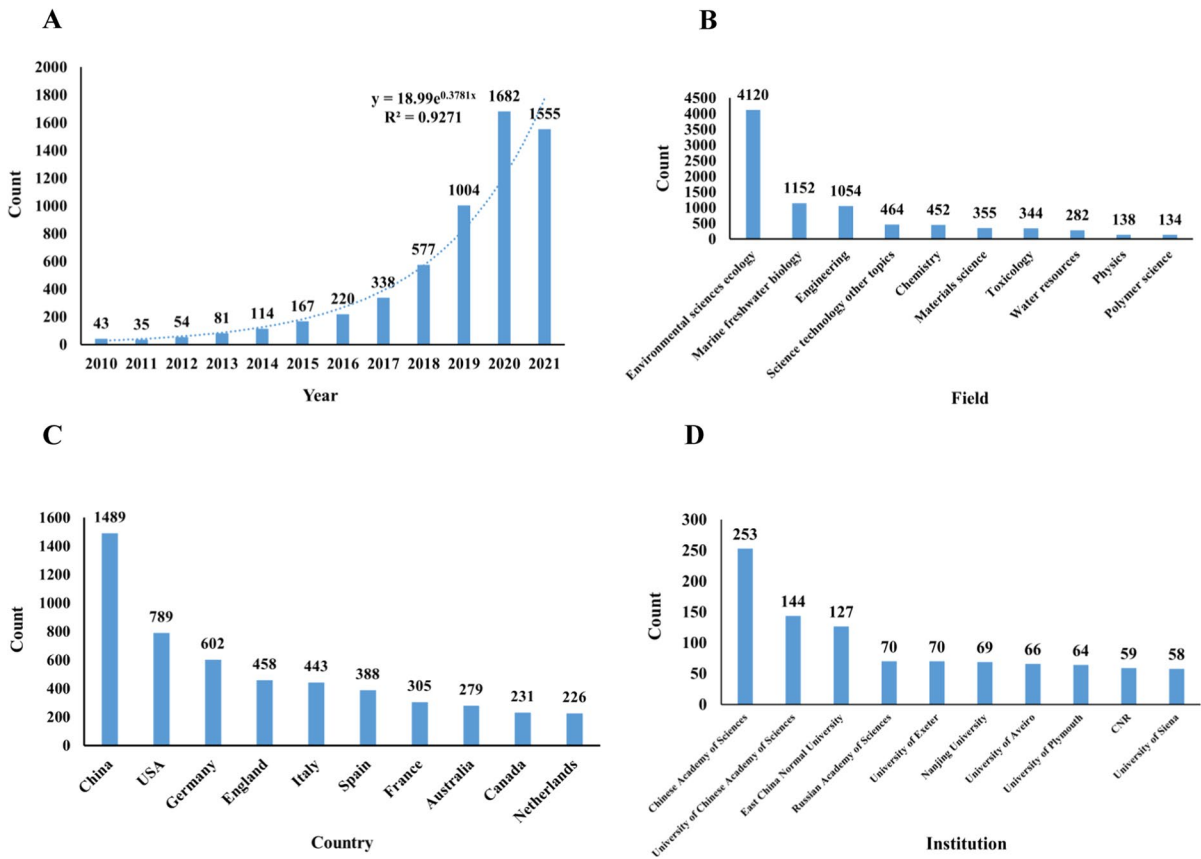 A
2000
1800
1600
1400
1200
1000
800
600
400
200
0
Count
y = 18.99e^0.3781x
R² = 0.9271
43
35
54
81
114
167
220
338
577
1004
1682
1555
2010 2011 2012 2013 2014 2015 2016 2017 2018 2019 2020 2021
Year
B
4500
4000
3500
3000
2500
2000
1500
1000
500
0
Count
4120
1152
1054
464
452
355
344
282
138
134
Environmental sciences ecology
Marine freshwater biology
Engineering
Science technology other topics
Chemistry
Materials science
Toxicology
Water resources
Physics
Polymer science
Field
C
1600
1400
1200
1000
800
600
400
200
0
Count
1489
789
602
458
443
388
305
279
231
226
China
USA
Germany
England
Italy
Spain
France
Australia
Canada
Netherlands
Country
D
300
250
200
150
100
50
0
Count
253
144
127
70
70
69
66
64
59
58
Chinese Academy of Sciences
University of Chinese Academy of Sciences
East China Normal University
Russian Academy of Sciences
University of Exeter
Nanjing University
University of Aveiro
University of Plymouth
CNR
University of Siena
Institution